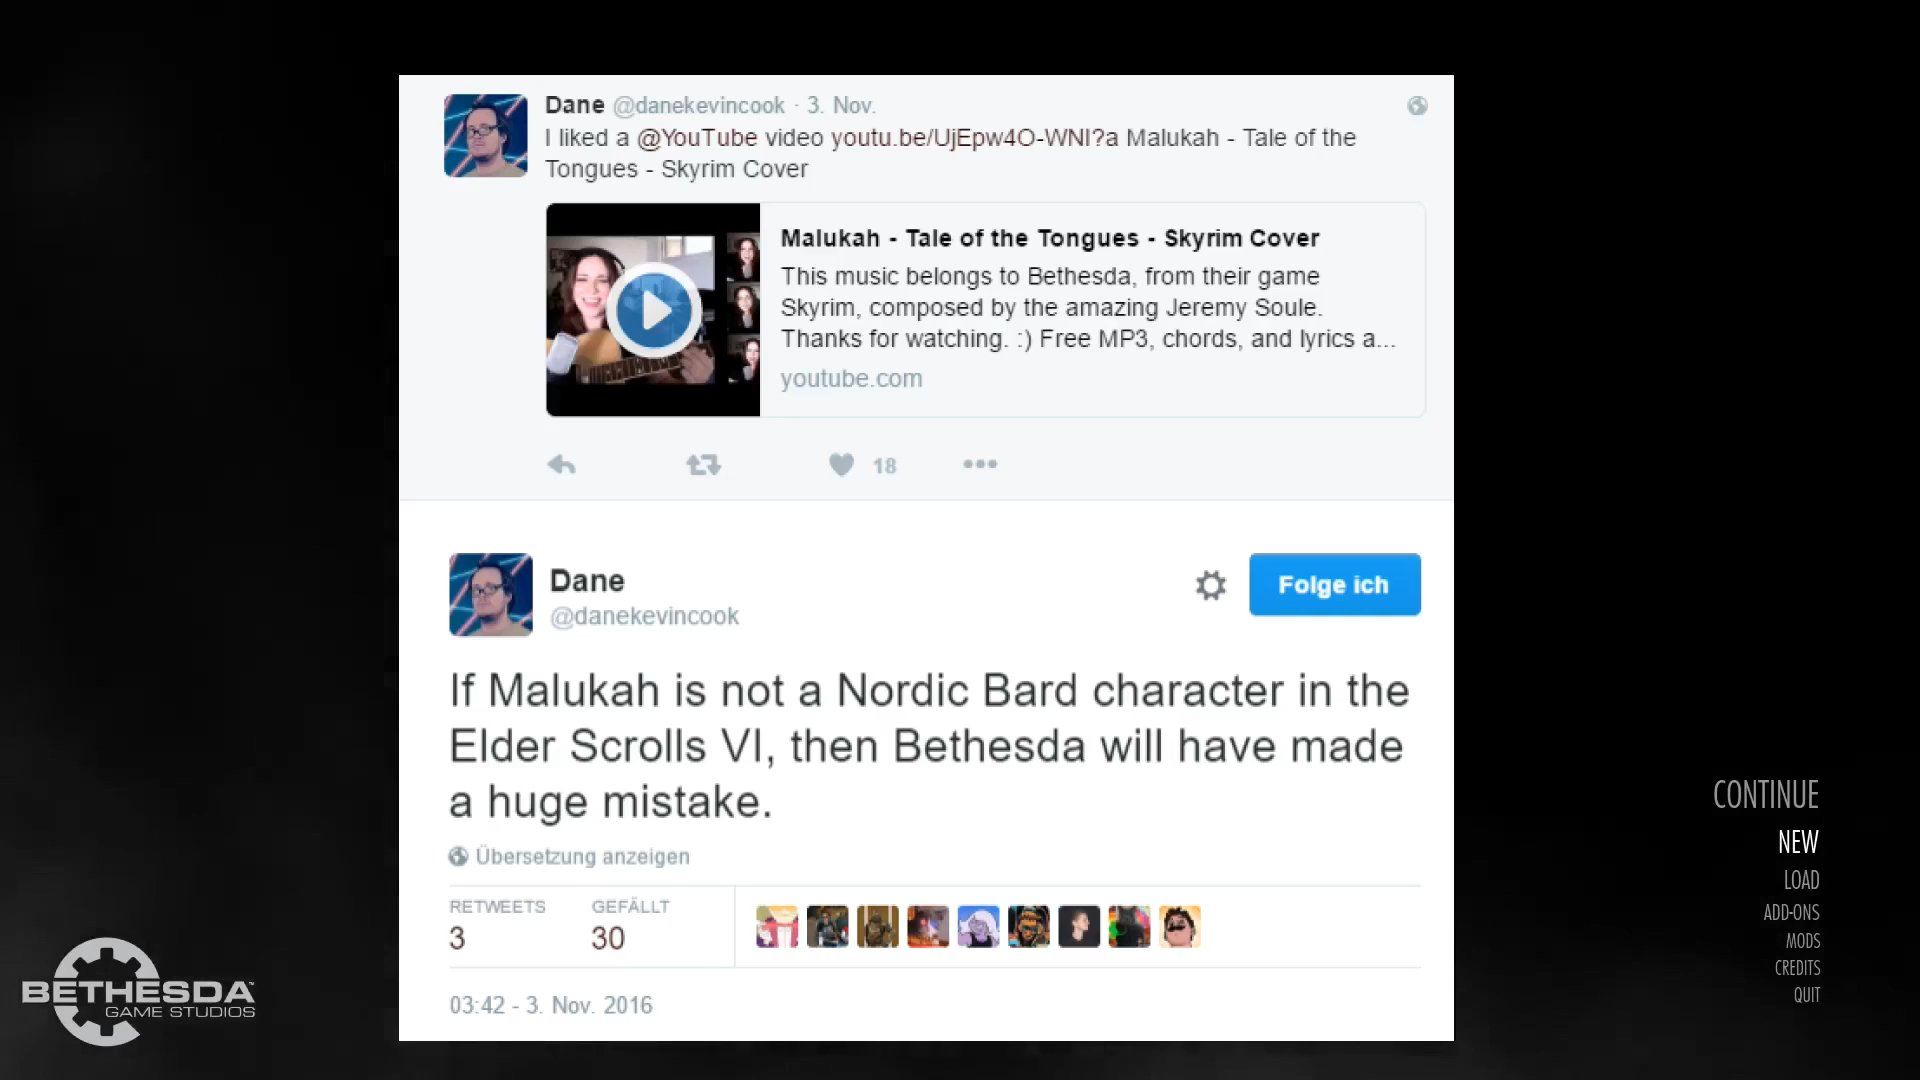 Dane @danekevincook · 3. Nov.
I liked a @YouTube video youtu.be/UjEpw4O-WNI?a Malukah - Tale of the
Tongues - Skyrim Cover
Malukah - Tale of the Tongues - Skyrim Cover
This music belongs to Bethesda, from their game
Skyrim, composed by the amazing Jeremy Soule.
Thanks for watching. :) Free MP3, chords, and lyrics a...
youtube.com
18
Dane
@danekevincook
Folge ich
If Malukah is not a Nordic Bard character in the
Elder Scrolls VI, then Bethesda will have made
a huge mistake.
Übersetzung anzeigen
RETWEETS GEFÄLLT
3 30
03:42 - 3. Nov. 2016
CONTINUE
NEW
LOAD
ADD-ONS
MODS
CREDITS
QUIT
BETHESDA™
GAME STUDIOS